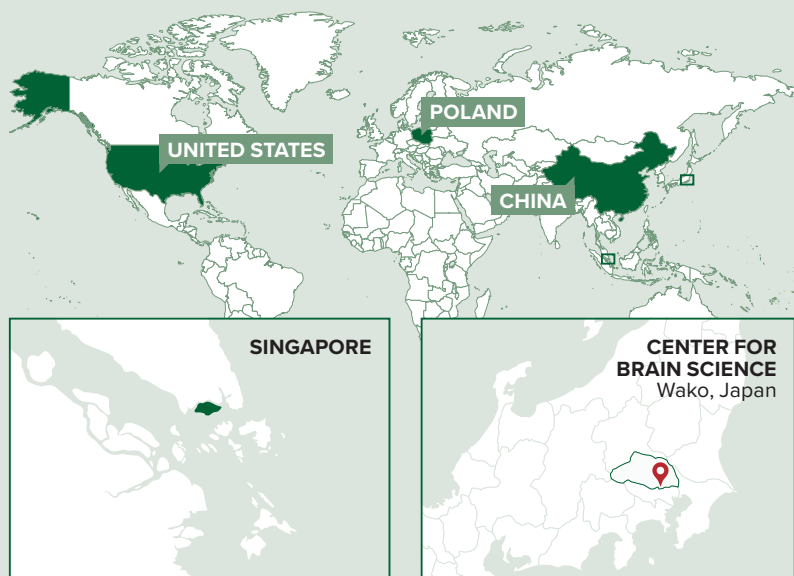 POLAND
UNITED STATES
CHINA
SINGAPORE
CENTER FOR
BRAIN SCIENCE
Wako, Japan